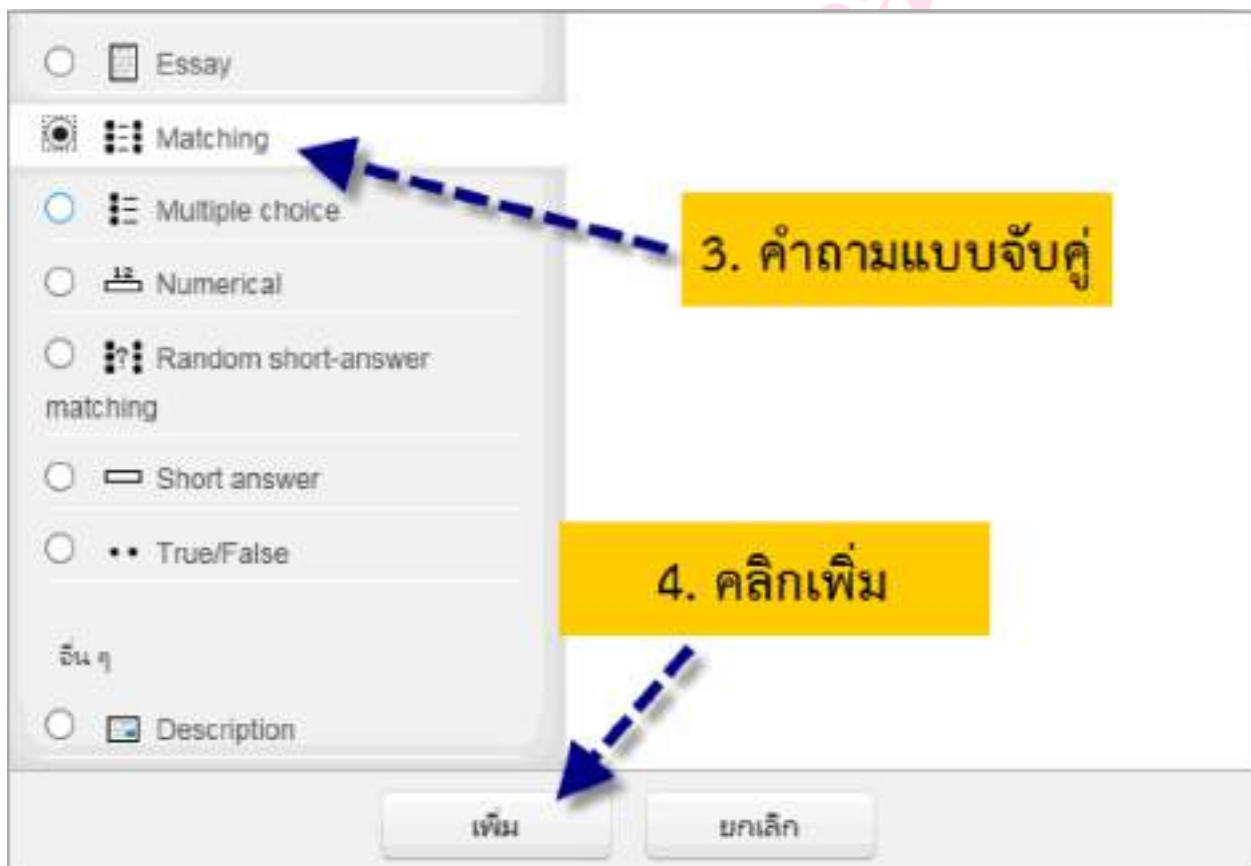 Essay
Matching
Multiple choice
3. คำถามแบบจับคู่
12
Numerical
Random short-answer
matching
Short answer
True/False
4. คลิกเพิ่ม
อื่น ๆ
Description
เพิ่ม
ยกเลิก